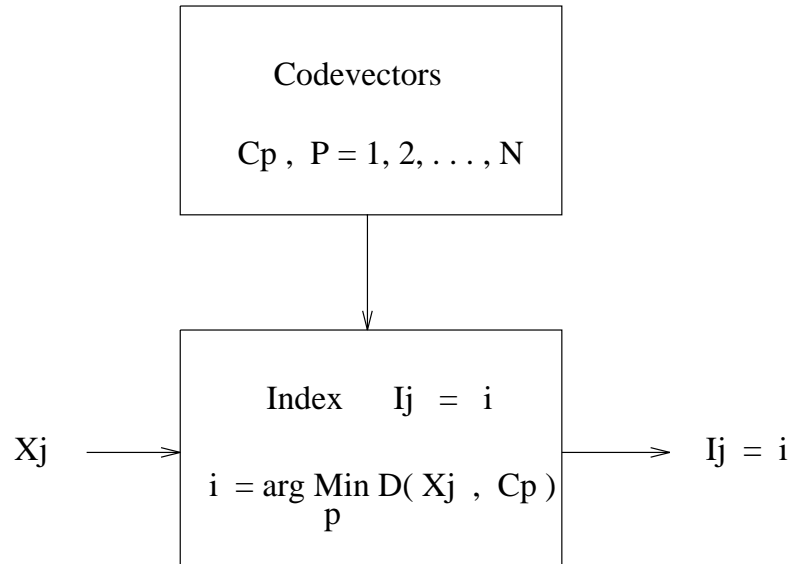 Codevectors
Cp , P = 1, 2, . . . , N
Index Ij = i
Xj
Ij = i
i = arg Min D( Xj , Cp )
p